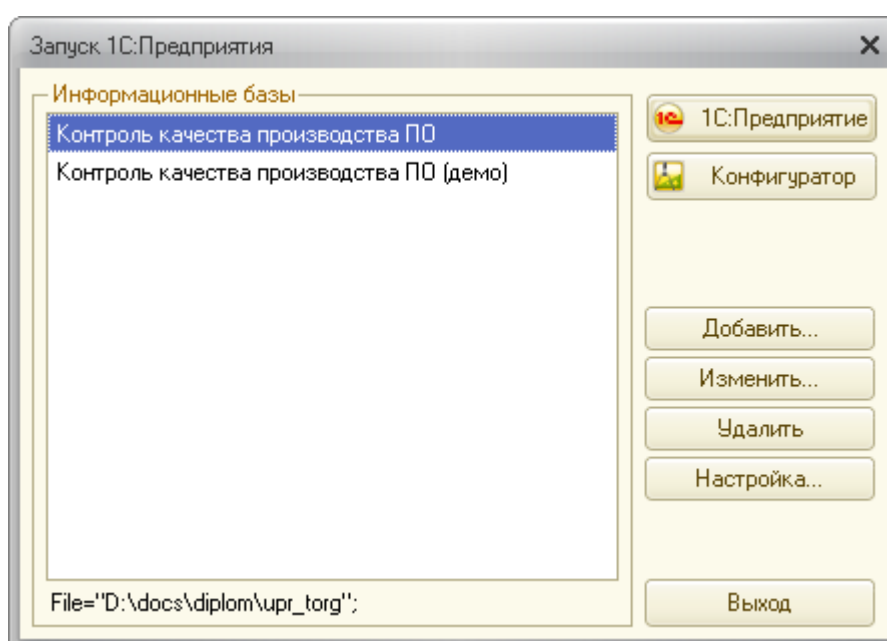 Запуск 1С:Предприятия
Информационные базы
Контроль качества производства ПО
Контроль качества производства ПО (демо)
1С:Предприятие
Конфигуратор
Добавить...
Изменить...
Удалить
Настройка...
File="D:\docs\diplom\upr_torg";
Выход